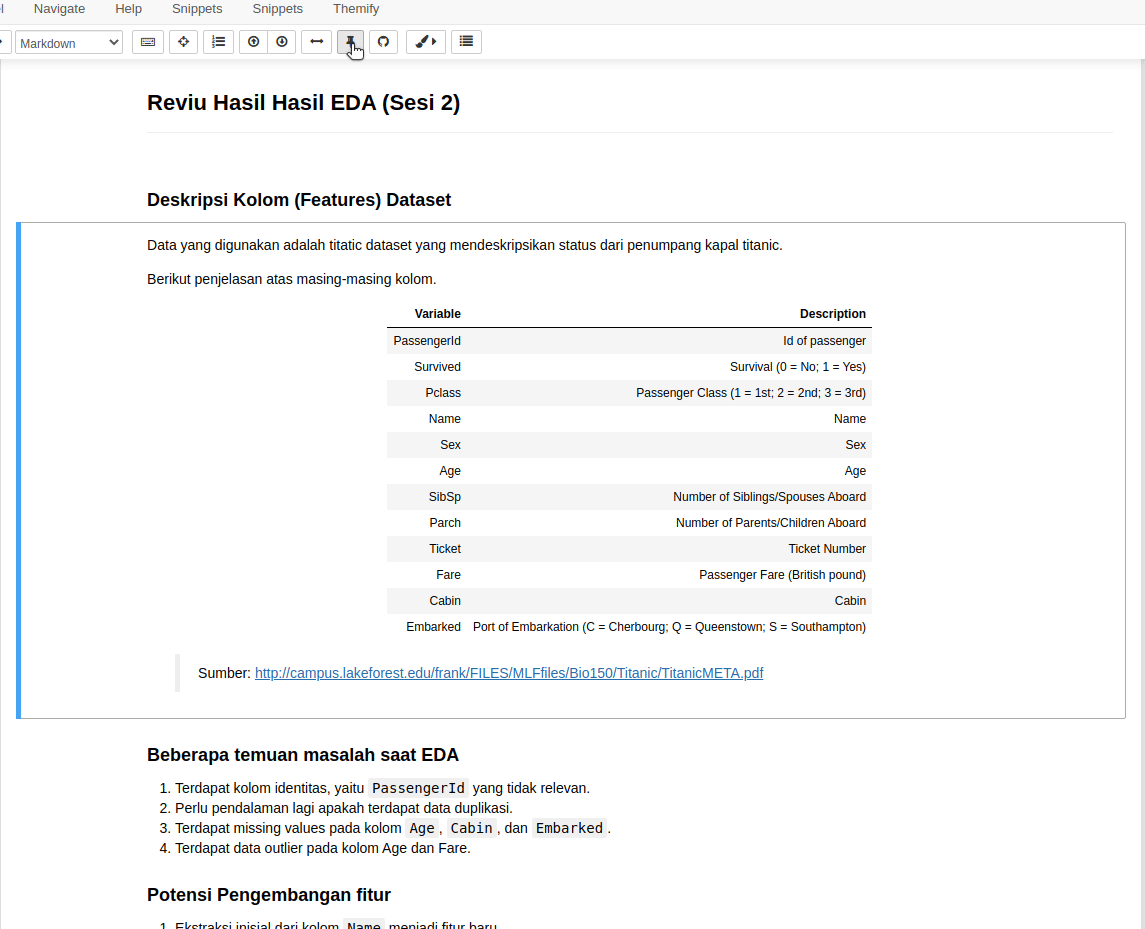 Navigate Help Snippets Snippets Themify
Markdown
Reviu Hasil Hasil EDA (Sesi 2)
Deskripsi Kolom (Features) Dataset
Data yang digunakan adalah titatic dataset yang mendeskripsikan status dari penumpang kapal titanic.
Berikut penjelasan atas masing-masing kolom.
Variable Description
PassengerId Id of passenger
Survived Survival (0 = No; 1 = Yes)
Pclass Passenger Class (1 = 1st; 2 = 2nd; 3 = 3rd)
Name Name
Sex Sex
Age Age
SibSp Number of Siblings/Spouses Aboard
Parch Number of Parents/Children Aboard
Ticket Ticket Number
Fare Passenger Fare (British pound)
Cabin Cabin
Embarked Port of Embarkation (C = Cherbourg; Q = Queenstown; S = Southampton)
Sumber: http://campus.lakeforest.edu/frank/FILES/MLFfiles/Bio150/Titanic/TitanicMETA.pdf
Beberapa temuan masalah saat EDA
1. Terdapat kolom identitas, yaitu PassengerId yang tidak relevan.
2. Perlu pendalaman lagi apakah terdapat data duplikasi.
3. Terdapat missing values pada kolom Age, Cabin, dan Embarked.
4. Terdapat data outlier pada kolom Age dan Fare.
Potensi Pengembangan fitur
1. Ekstraksi inisial dari kolom Name menjadi fitur baru